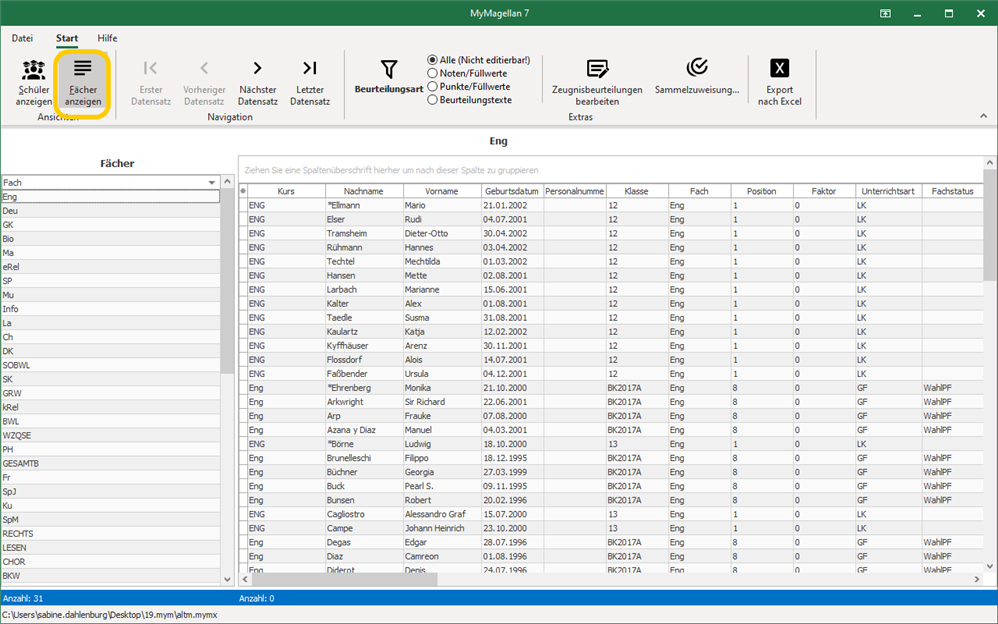 MyMagellan 7
Datei Start Hilfe
Schüler anzeigen
Fächer anzeigen
Ansichten
Erster Datensatz
Vorheriger Datensatz
Nächster Datensatz
Letzter Datensatz
Navigation
Beurteilungsart
Alle (Nicht editierbar!)
Noten/Füllwerte
Punkte/Füllwerte
Beurteilungstexte
Zeugnisbeurteilungen bearbeiten
Sammelzuweisung...
Extras
Export nach Excel
Eng
Fächer
Fach
Eng
Deu
GK
Bio
Ma
eRel
SP
Mu
Info
La
Ch
DK
SOBWL
SK
GRW
kRel
BWL
WZQSE
PH
GESAMTB
Fr
SpJ
Ku
SpM
RECHTS
LESEN
CHOR
BKW
Ziehen Sie eine Spaltenüberschrift hierher um nach dieser Spalte zu gruppieren
Kurs Nachname Vorname Geburtsdatum Personalnumme Klasse Fach Position Faktor Unterrichtsart Fachstatus
ENG *Ellmann Mario 21.01.2002 12 Eng 1 0 LK
ENG Elser Rudi 04.07.2001 12 Eng 1 0 LK
ENG Tramsheim Dieter-Otto 30.04.2002 12 Eng 1 0 LK
ENG Rühmann Hannes 03.04.2002 12 Eng 1 0 LK
ENG Techtel Mechtilda 01.03.2002 12 Eng 1 0 LK
ENG Hansen Mette 02.08.2001 12 Eng 1 0 LK
ENG Larbach Marianne 15.06.2001 12 Eng 1 0 LK
ENG Kalter Alex 01.08.2001 12 Eng 1 0 LK
ENG Taedle Susma 31.08.2001 12 Eng 1 0 LK
ENG Kaulartz Katja 12.02.2002 12 Eng 1 0 LK
ENG Kyffhäuser Arenz 30.11.2001 12 Eng 1 0 LK
ENG Flossdorf Alois 14.07.2001 12 Eng 1 0 LK
ENG Faßbender Ursula 04.12.2001 12 Eng 1 0 LK
Eng *Ehrenberg Monika 21.10.2000 BK2017A Eng 8 0 GF WahlPF
Eng Arkwright Sir Richard 22.06.2001 BK2017A Eng 8 0 GF WahlPF
Eng Arp Frauke 07.08.2000 BK2017A Eng 8 0 GF WahlPF
Eng Azana y Diaz Manuel 04.03.2001 BK2017A Eng 8 0 GF WahlPF
ENG *Börne Ludwig 18.10.2000 13 Eng 1 0 LK
Eng Brunelleschi Filippo 18.12.1995 BK2017A Eng 8 0 GF WahlPF
Eng Büchner Georgia 27.03.1999 BK2017A Eng 8 0 GF WahlPF
Eng Buck Pearl S. 09.11.1995 BK2017A Eng 8 0 GF WahlPF
Eng Bunsen Robert 20.02.1996 BK2017A Eng 8 0 GF WahlPF
ENG Cagliostro Alessandro Graf 15.07.2000 13 Eng 1 0 LK
ENG Campe Johann Heinrich 23.10.2000 13 Eng 1 0 LK
Eng Degas Edgar 28.07.1996 BK2017A Eng 8 0 GF WahlPF
Eng Diaz Camreon 01.08.1996 BK2017A Eng 8 0 GF WahlPF
Eng Diderot Denis 24.07.1996 BK2017A Eng 8 0 GF WahlPF
Anzahl: 31 Anzahl: 0
C:\Users\sabine.dahlenburg\Desktop\19.mym\altm.mymx